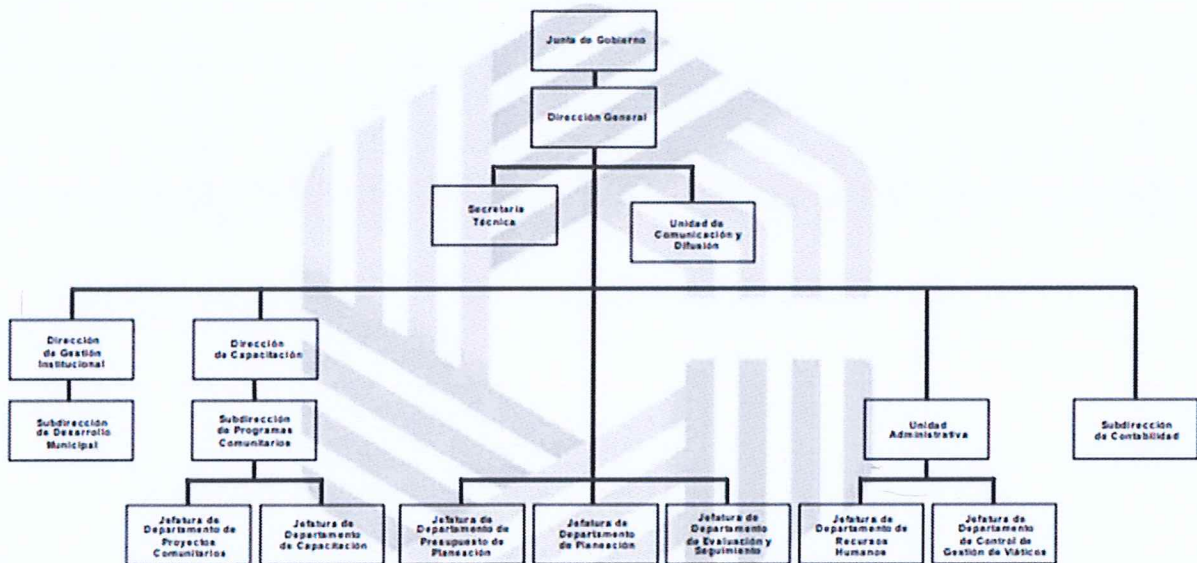 Junta de Gobierno
Dirección General
Secretaría
Técnica
Unidad de
Comunicación y
Difusión
Dirección
de Gestión
Institucional
Dirección
de Capacitación
Subdirección
de Desarrollo
Municipal
Subdirección
de Programas
Comunitarios
Unidad
Administrativa
Subdirección
de Contabilidad
Jefatura de
Departamento de
Proyectos
Comunitarios
Jefatura de
Departamento
de Capacitación
Jefatura de
Departamento de
Presupuesto de
Planeación
Jefatura de
Departamento
de Planeación
Jefatura de
Departamento
de Evaluación y
Seguimiento
Jefatura de
Departamento de
Recursos
Humanos
Jefatura de
Departamento
de Control de
Gestión de Viáticos